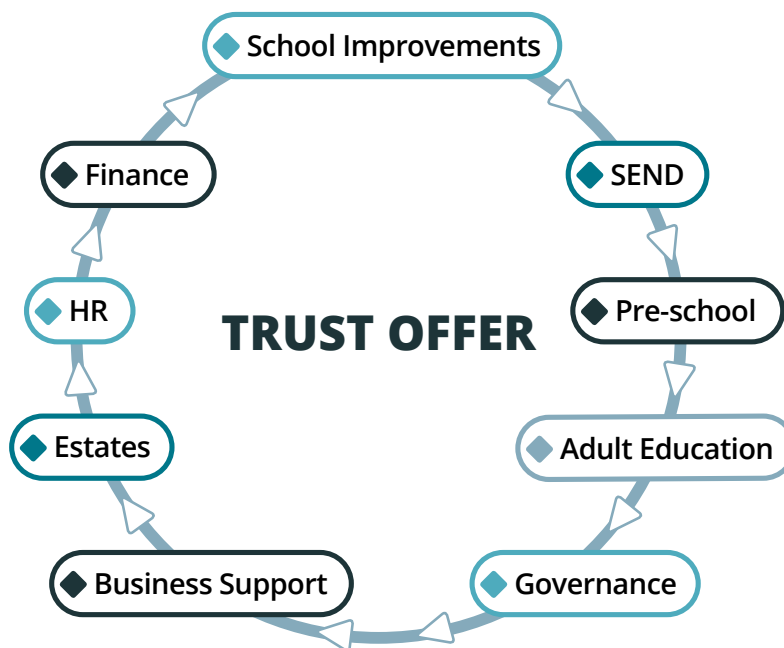 School Improvements
Finance
SEND
HR
Pre-school
TRUST OFFER
Estates
Adult Education
Business Support
Governance